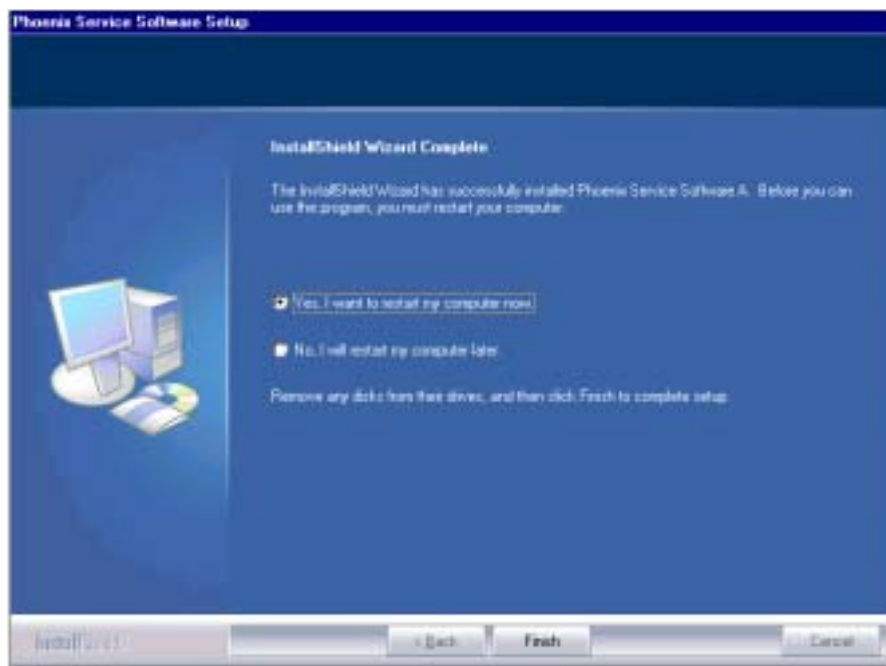 Phoenix Service Software Setup
InstallShield Wizard Complete
The InstallShield Wizard has successfully installed Phoenix Service Software A. Before you can
use the program, you must restart your computer.
Yes, I want to restart my computer now.
No, I will restart my computer later.
Remove any disks from their drives, and then click Finish to complete setup.
InstallShield
< Back
Finish
Cancel